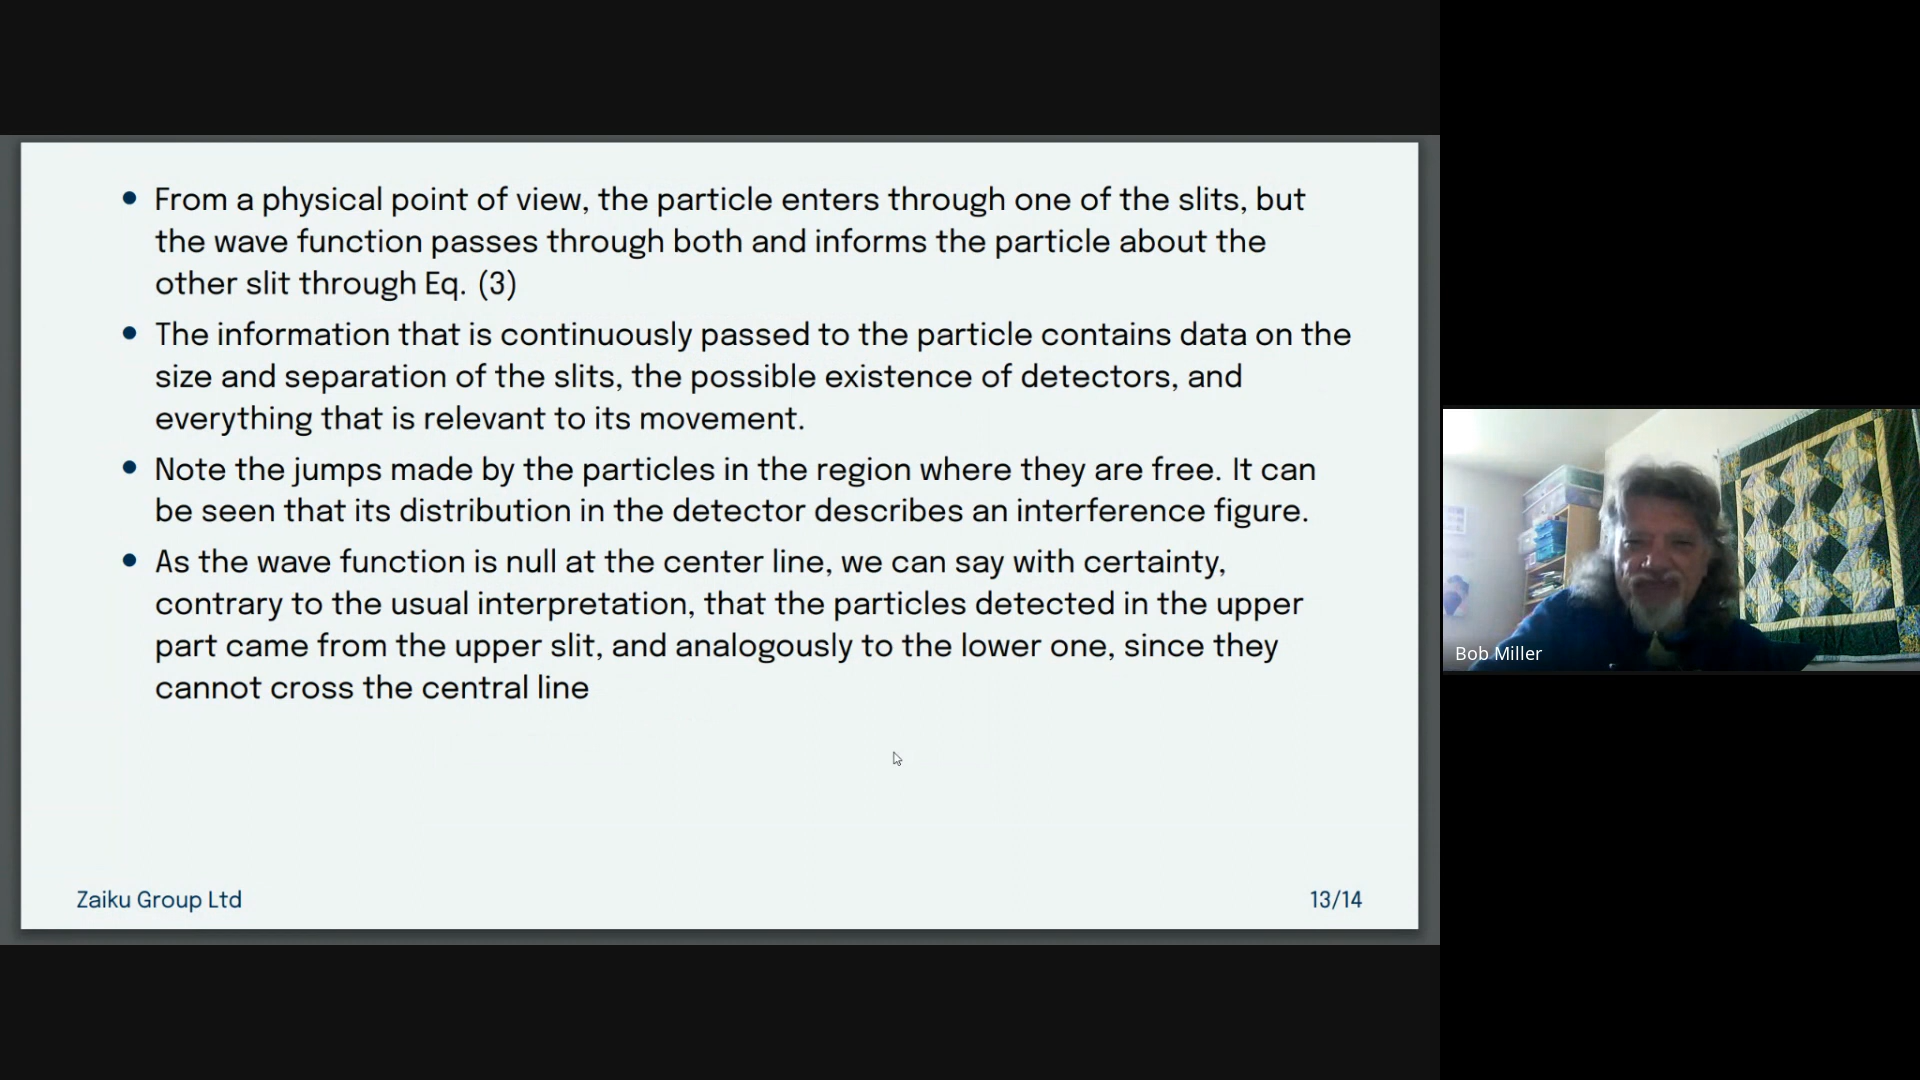 From a physical point of view, the particle enters through one of the slits, but
the wave function passes through both and informs the particle about the
other slit through Eq. (3)
The information that is continuously passed to the particle contains data on the
size and separation of the slits, the possible existence of detectors, and
everything that is relevant to its movement.
Note the jumps made by the particles in the region where they are free. It can
be seen that its distribution in the detector describes an interference figure.
As the wave function is null at the center line, we can say with certainty,
contrary to the usual interpretation, that the particles detected in the upper
part came from the upper slit, and analogously to the lower one, since they
cannot cross the central line
Zaiku Group Ltd
13/14
Bob Miller